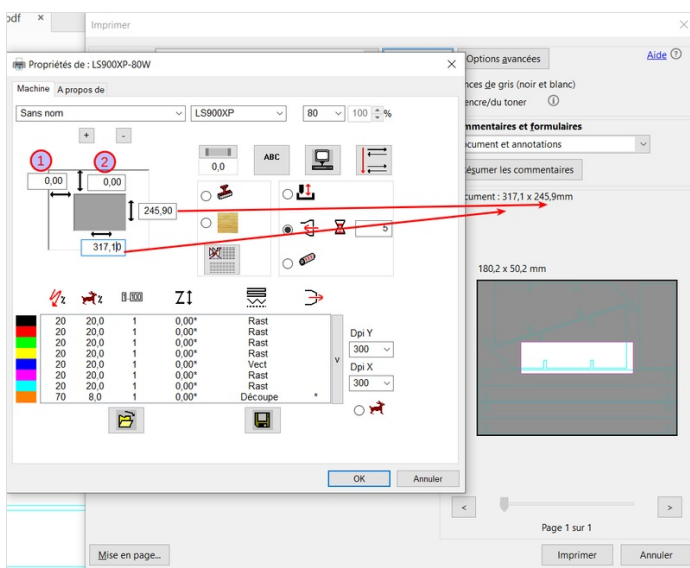 odf ×
Imprimer
Propriétés de : LS900XP-80W
Options avancées
Aide
Machine
A propos de
nces de gris (noir et blanc)
encre/du toner
Sans nom
LS900XP
80
100 %
mmentaires et formulaires
ocument et annotations
+ -
Résumer les commentaires
1 2
0,0
ABC
0,00
0,00
cument : 317,1 x 245,9mm
245,90
5
317,10
180,2 x 50,2 mm
% % 1-100 Z
20 20,0 1 0,00* Rast
20 20,0 1 0,00* Rast
20 20,0 1 0,00* Rast
20 20,0 1 0,00* Rast
20 20,0 1 0,00* Vect
20 20,0 1 0,00* Rast
20 20,0 1 0,00* Rast
70 8,0 1 0,00* Découpe *
v
Dpi Y
300
Dpi X
300
OK
Annuler
< >
Page 1 sur 1
Mise en page...
Imprimer
Annuler